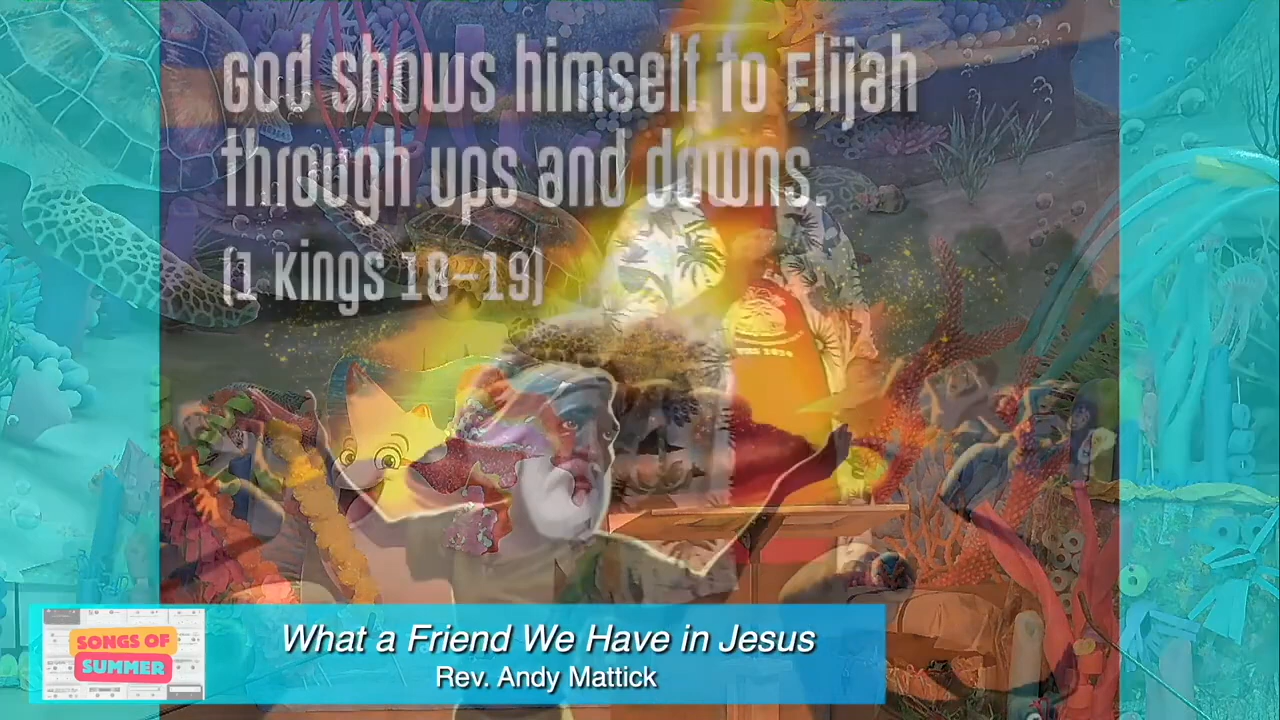 God shows himself to Elijah
through ups and downs.
(1 Kings 18–19)
SONGS OF
SUMMER
What a Friend We Have in Jesus
Rev. Andy Mattick